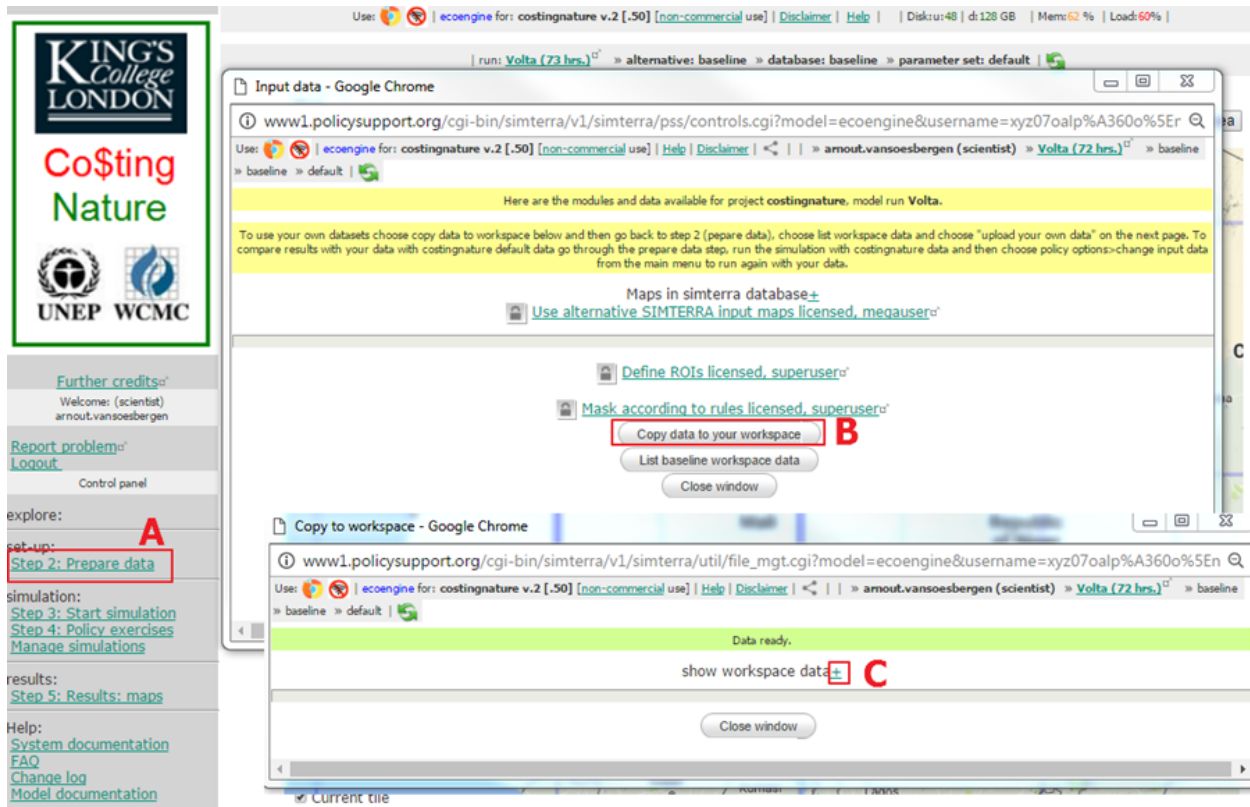 Use: | ecoengine for: costingnature v.2 [.50] [non-commercial use] | Disclaimer | Help | | Disk:u:48 | d:128 GB | Mem:62 % | Load:60% |
| run: Volta (73 hrs.) » alternative: baseline » database: baseline » parameter set: default |
KING'S
College
LONDON
Co$ting
Nature
UNEP WCMC
Further credits
Welcome: (scientist)
arnout.vansoesbergen
Report problem
Logout
Control panel
explore:
A
set-up:
Step 2: Prepare data
simulation:
Step 3: Start simulation
Step 4: Policy exercises
Manage simulations
results:
Step 5: Results: maps
Help:
System documentation
FAQ
Change log
Model documentation
Input data - Google Chrome
www1.policysupport.org/cgi-bin/simterra/v1/simterra/pss/controls.cgi?model=ecoengine&username=xyz07oalp%A360o%5Er
Use: | ecoengine for: costingnature v.2 [.50] [non-commercial use] | Help | Disclaimer | | | » arnout.vansoesbergen (scientist) » Volta (72 hrs.) » baseline
» baseline » default |
Here are the modules and data available for project costingnature, model run Volta.
To use your own datasets choose copy data to workspace below and then go back to step 2 (pepare data), choose list workspace data and choose "upload your own data" on the next page. To
compare results with your data with costingnature default data go through the prepare data step, run the simulation with costingnature data and then choose policy options>change input data
from the main menu to run again with your data.
Maps in simterra database+
Use alternative SIMTERRA input maps licensed, megauser
Define ROIs licensed, superuser
Mask according to rules licensed, superuser
Copy data to your workspace B
List baseline workspace data
Close window
Copy to workspace - Google Chrome
www1.policysupport.org/cgi-bin/simterra/v1/simterra/util/file_mgt.cgi?model=ecoengine&username=xyz07oalp%A360o%5En
Use: | ecoengine for: costingnature v.2 [.50] [non-commercial use] | Help | Disclaimer | | | » arnout.vansoesbergen (scientist) » Volta (72 hrs.) » baseline
» baseline » default |
Data ready.
show workspace data+ C
Close window
Current tile